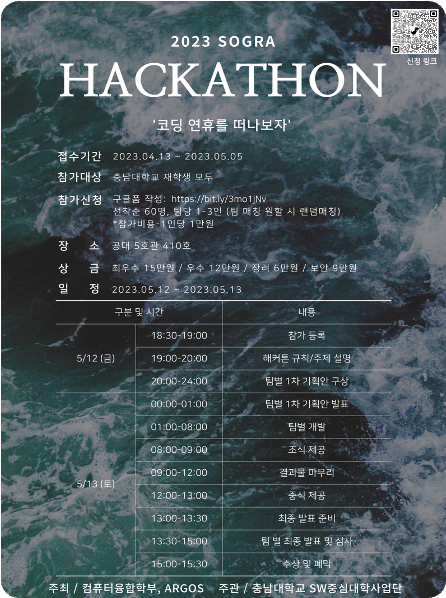 신청 링크
2023 SOGRA
HACKATHON
'코딩 연휴를 떠나보자'
접수기간 2023.04.13 ~ 2023.05.05
참가대상 충남대학교 재학생 모두
참가신청 구글폼 작성: https://bit.ly/3mo1jNv
선착순 60명, 팀당 1-3인 (팀 매칭 원할 시 랜덤매칭)
*참가비용-1인당 1만원
장 소 공대 5호관 410호
상 금 최우수 15만원 / 우수 12만원 / 장려 6만원 / 보안 9만원
일 정 2023.05.12 ~ 2023.05.13
구분 및 시간 내용
5/12 (금)
18:30-19:00 참가 등록
19:00-20:00 해커톤 규칙/주제 설명
20:00-24:00 팀별 1차 기획안 구상
5/13 (토)
00:00-01:00 팀별 1차 기획안 발표
01:00-08:00 팀별 개발
08:00-09:00 조식 제공
09:00-12:00 결과물 마무리
12:00-13:00 중식 제공
13:00-13:30 최종 발표 준비
13:30-15:00 팀 별 최종 발표 및 심사
15:00-15:30 수상 및 폐막
주최 / 컴퓨터융합학부, ARGOS 주관 / 충남대학교 SW중심대학사업단